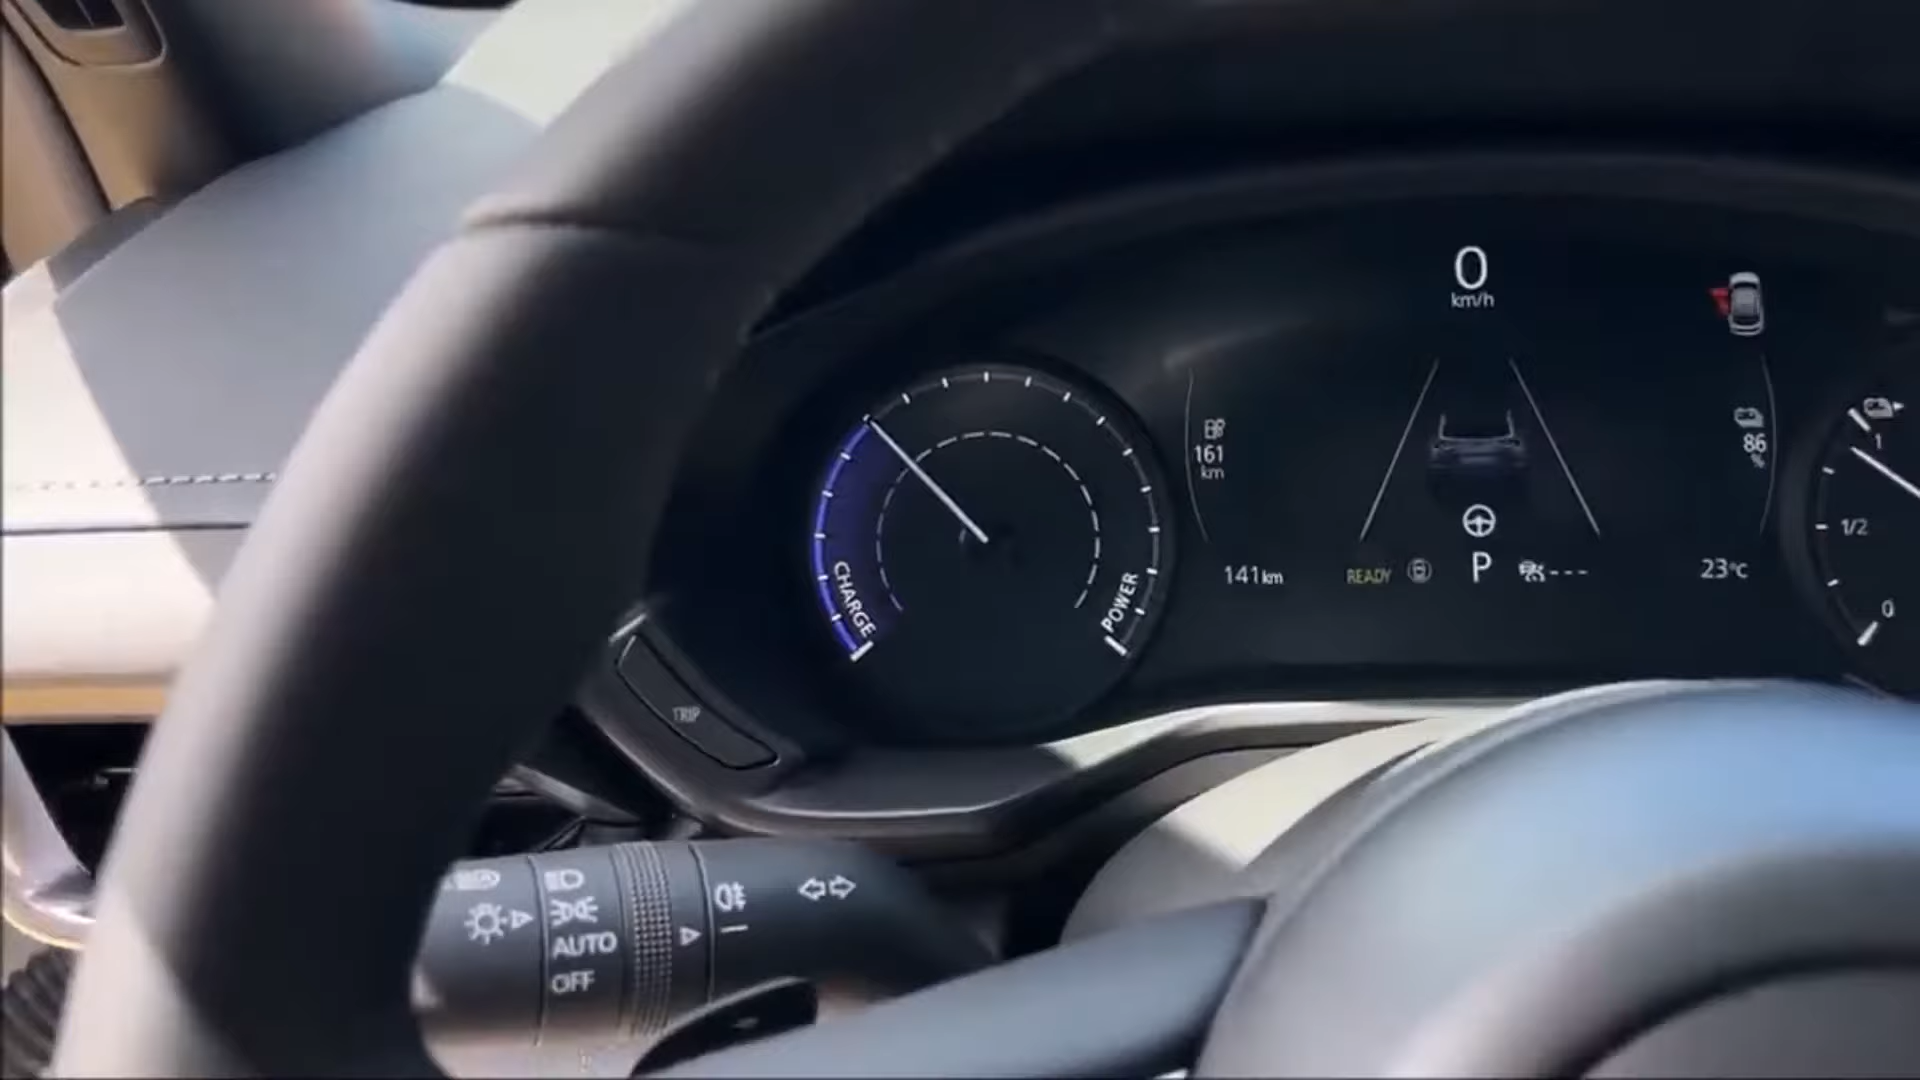 0
km/h
161
km
86
%
1
1/2
0
CHARGE
POWER
141km
READY
P
---
23°C
TRIP
AUTO
OFF